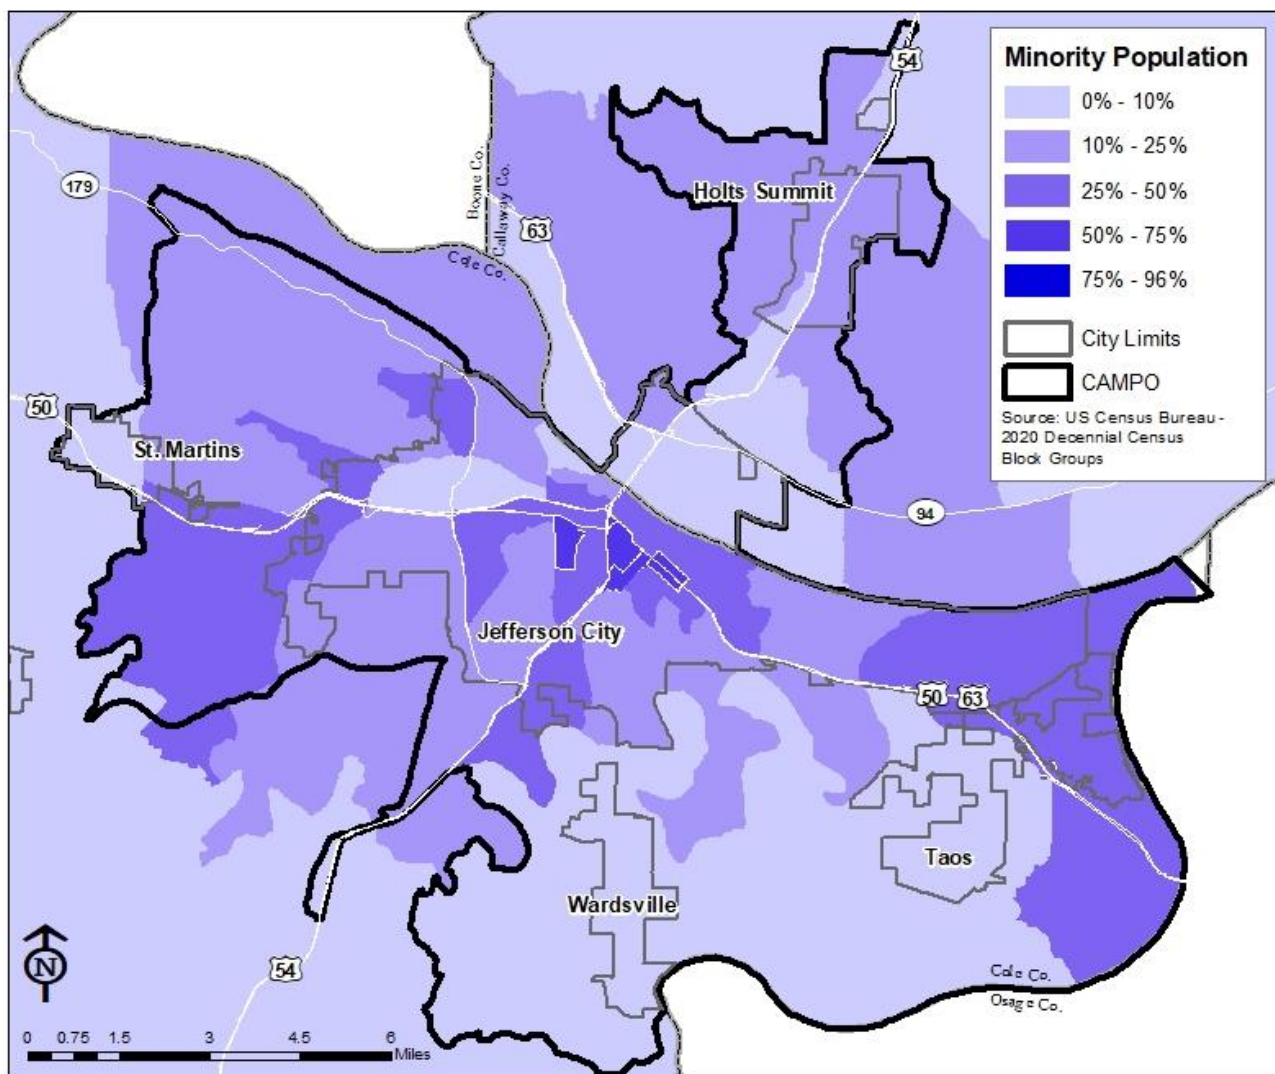 54
Minority Population
0% - 10%
10% - 25%
25% - 50%
50% - 75%
75% - 96%
City Limits
CAMPO
Source: US Census Bureau -
2020 Decennial Census
Block Groups
179
Boone Co.
Callaway Co.
Cole Co.
63
Holts Summit
50
St. Martins
94
Jefferson City
50
63
Taos
Wardsville
N
54
Cole Co.
Osage Co.
0 0.75 1.5 3 4.5 6
Miles